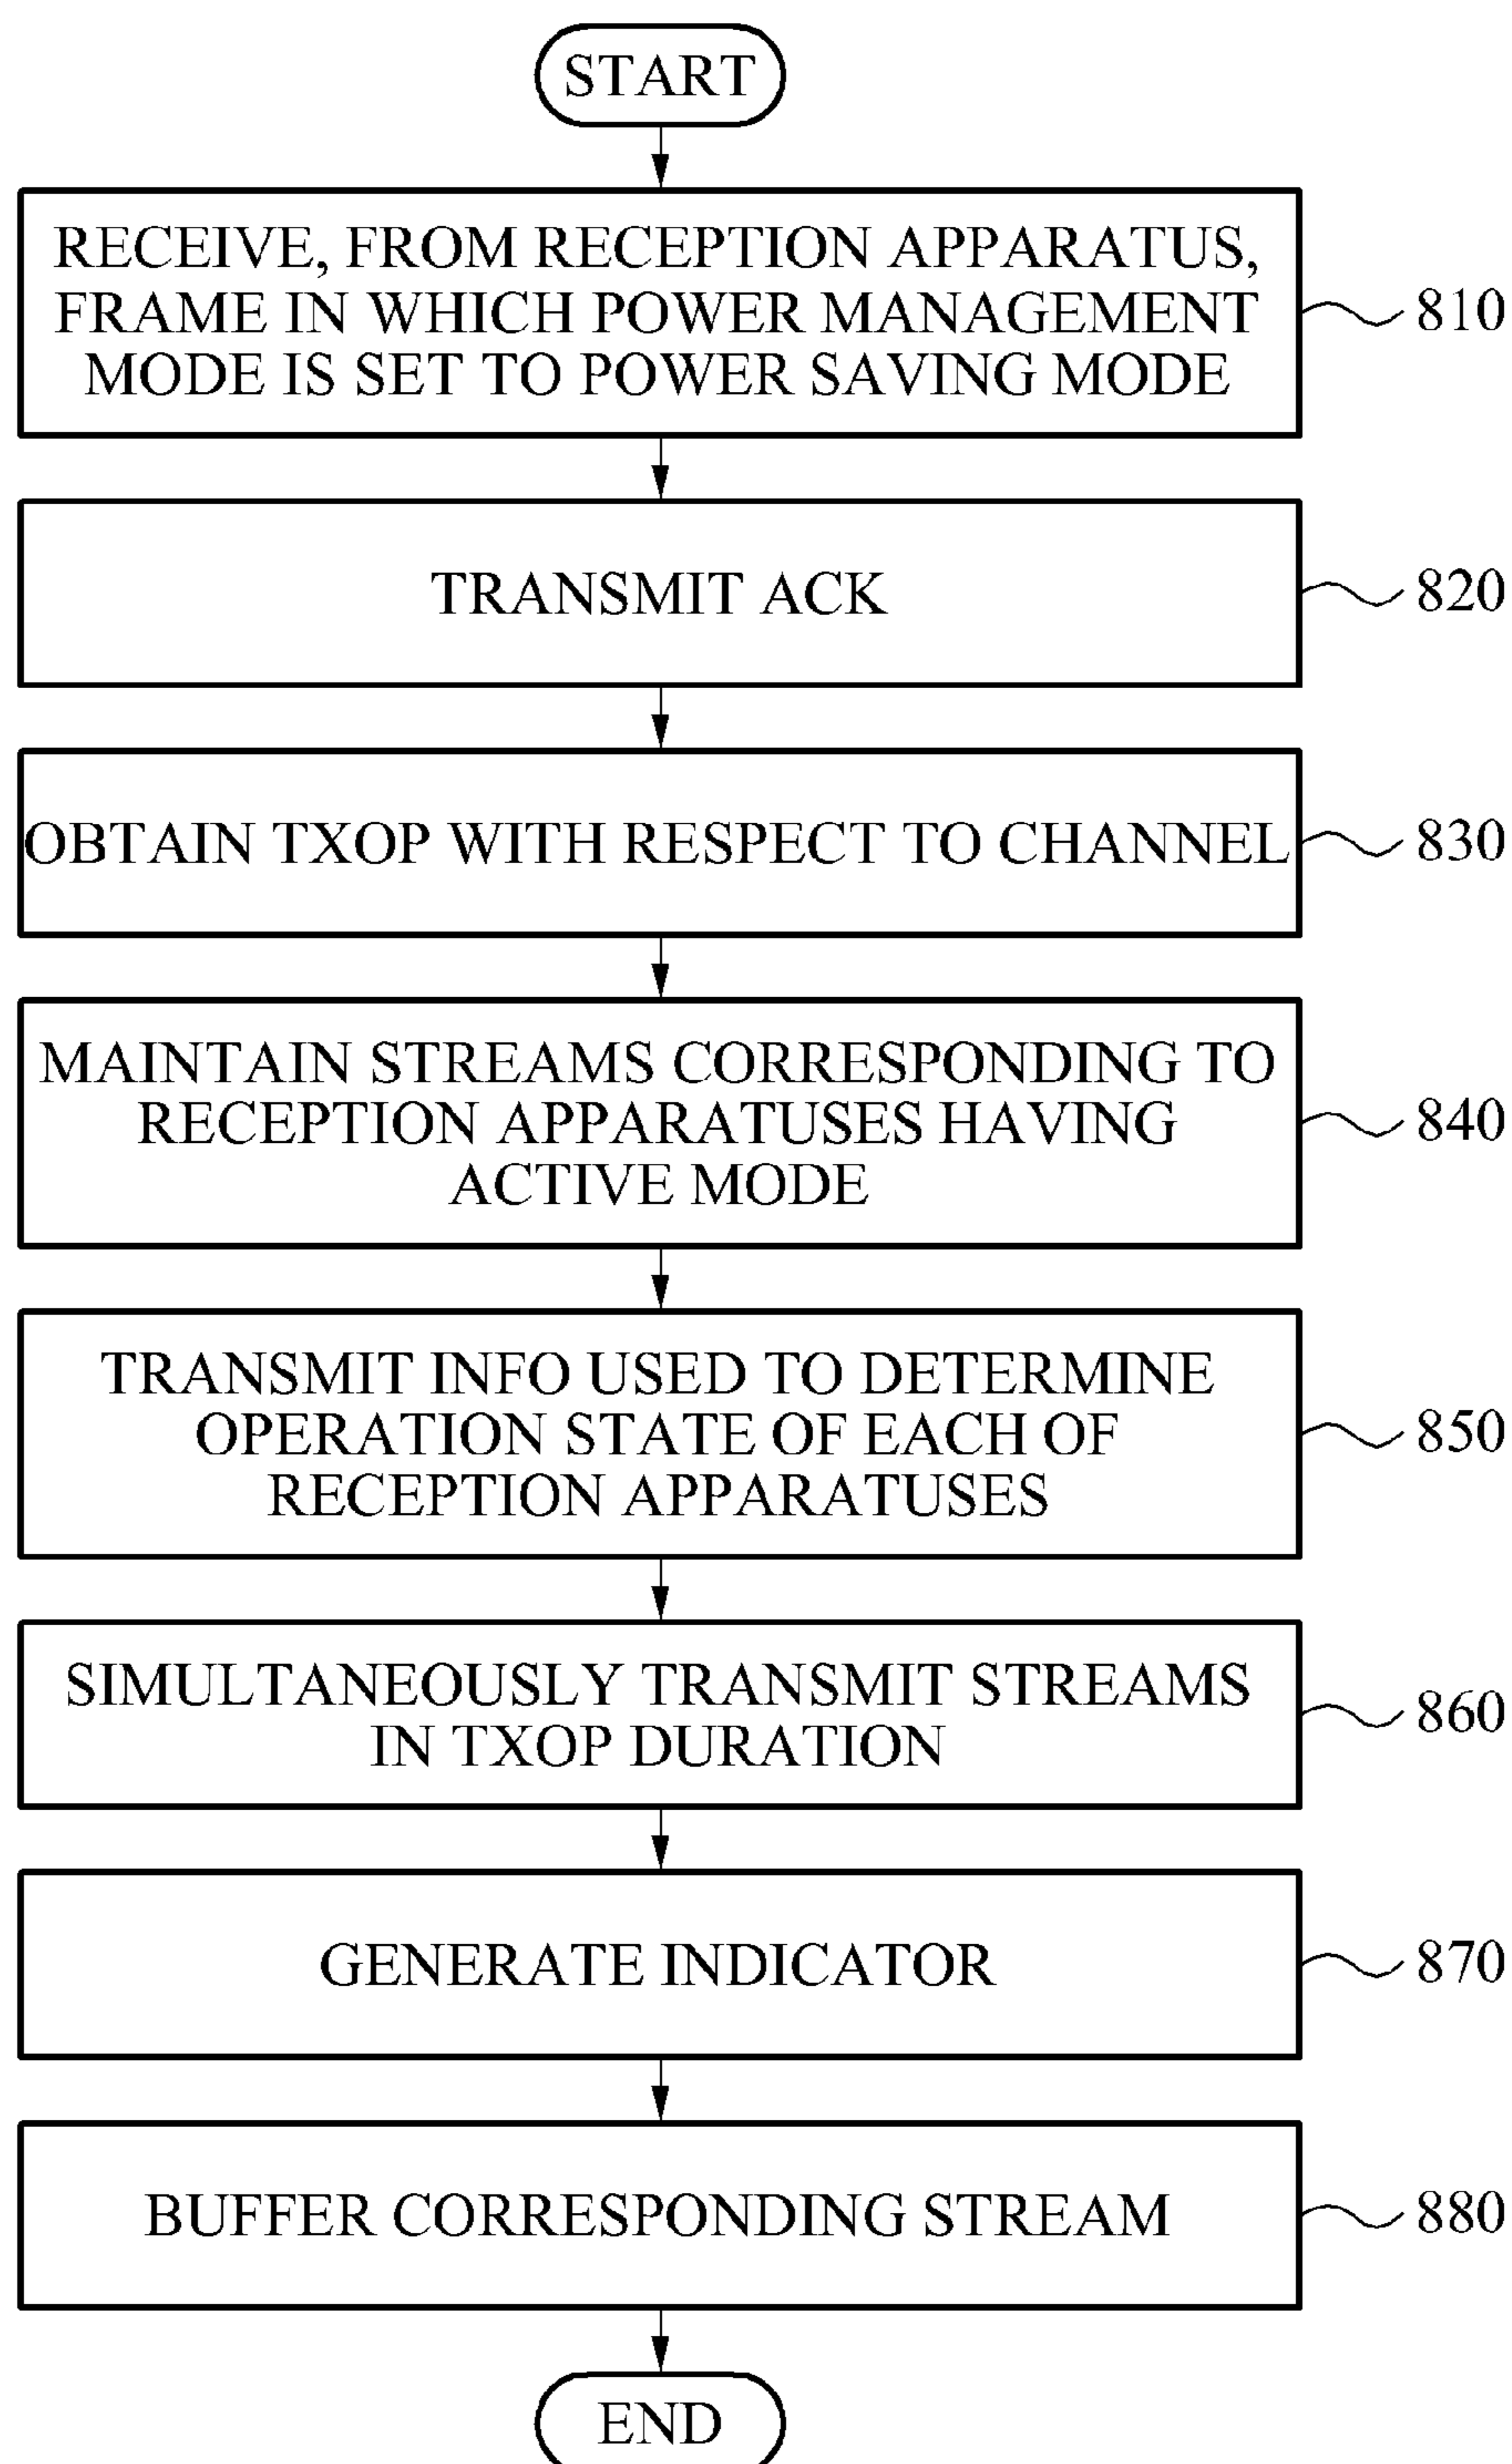 START
RECEIVE, FROM RECEPTION APPARATUS,
FRAME IN WHICH POWER MANAGEMENT
MODE IS SET TO POWER SAVING MODE
810
TRANSMIT ACK
820
OBTAIN TXOP WITH RESPECT TO CHANNEL
830
MAINTAIN STREAMS CORRESPONDING TO
RECEPTION APPARATUSES HAVING
ACTIVE MODE
840
TRANSMIT INFO USED TO DETERMINE
OPERATION STATE OF EACH OF
RECEPTION APPARATUSES
850
SIMULTANEOUSLY TRANSMIT STREAMS
IN TXOP DURATION
860
GENERATE INDICATOR
870
BUFFER CORRESPONDING STREAM
880
END